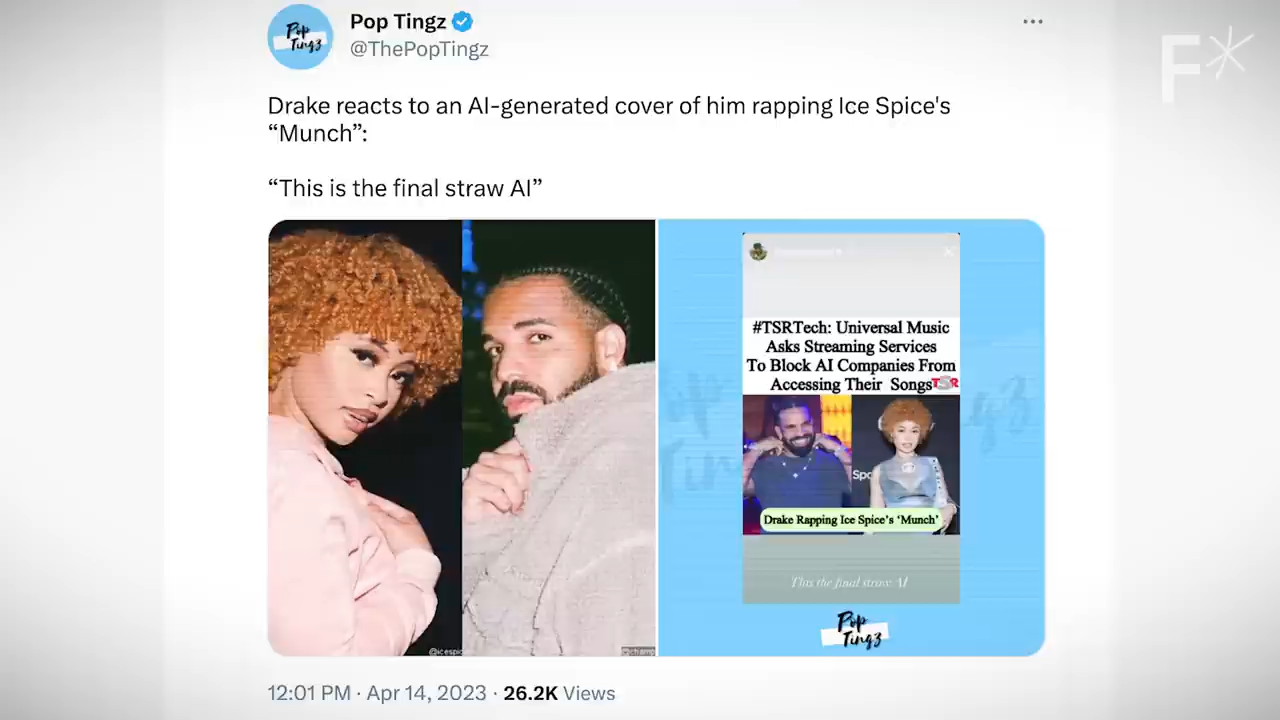 Pop Tingz
@ThePopTingz
F*
Pop
Tingz
Drake reacts to an AI-generated cover of him rapping Ice Spice's
“Munch”:
“This is the final straw AI”
#TSRTech: Universal Music
Asks Streaming Services
To Block AI Companies From
Accessing Their Songs
TSR
Drake Rapping Ice Spice's ‘Munch’
This the final straw AI
Pop
Tingz
12:01 PM · Apr 14, 2023 · 26.2K Views